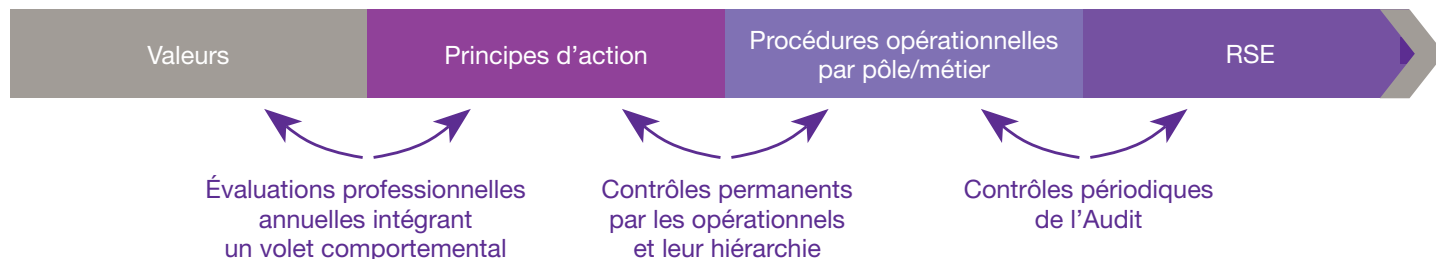 Valeurs
Principes d'action
Procédures opérationnelles
par pôle/métier
RSE
Évaluations professionnelles
annuelles intégrant
un volet comportemental
Contrôles permanents
par les opérationnels
et leur hiérarchie
Contrôles périodiques
de l'Audit